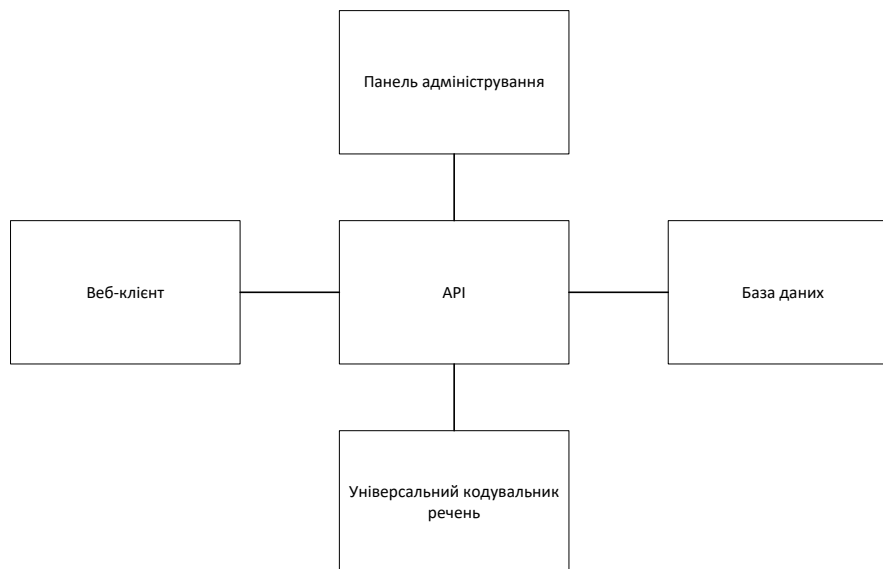 Панель адміністрування
Веб-клієнт
API
База даних
Універсальний кодувальник
речень